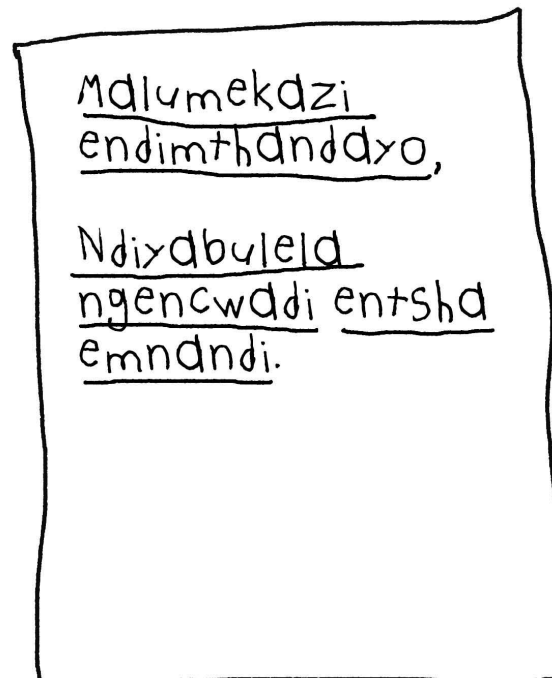 Malumekazi
endimthandayo,
Ndiyabulela
ngencwadi entsha
emnandi.